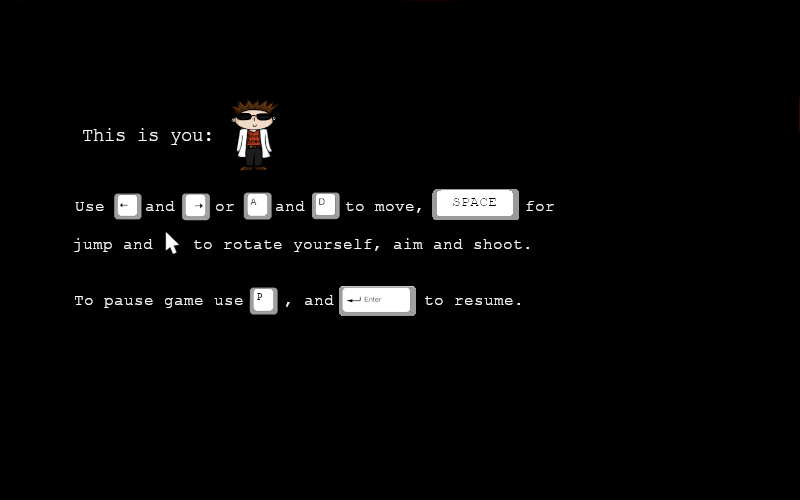 This is you:
Use ← and → or A and D to move, SPACE for
jump and to rotate yourself, aim and shoot.
To pause game use P , and ↵ Enter to resume.